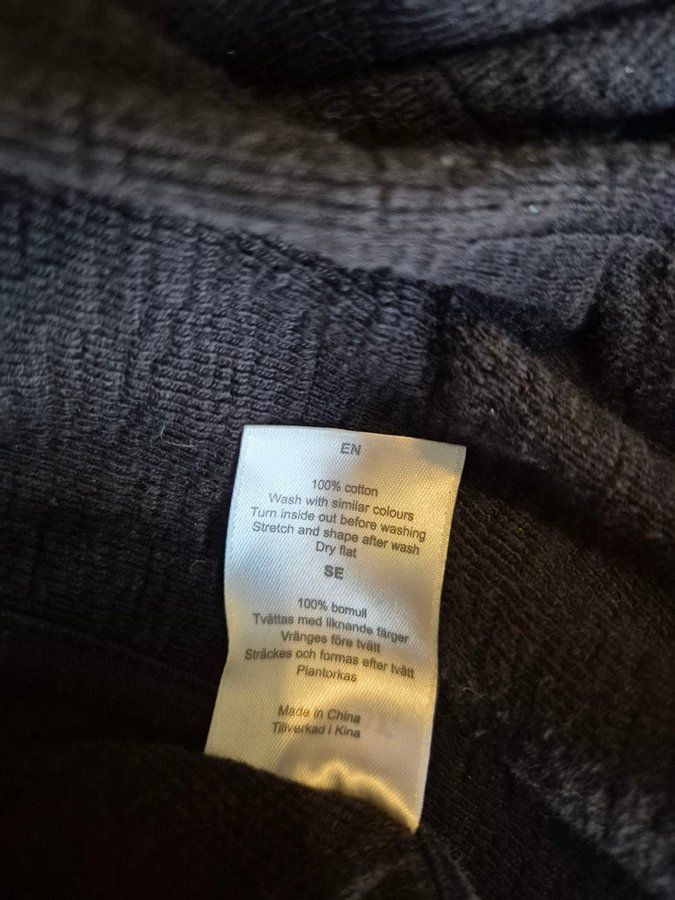 EN
100% cotton
Wash with similar colours
Turn inside out before washing
Stretch and shape after wash
Dry flat
SE
100% bomull
Tvättas med liknande färger
Vränges före tvätt
Sträckes och formas efter tvätt
Plantorkas
Made in China
Tillverkad i Kina